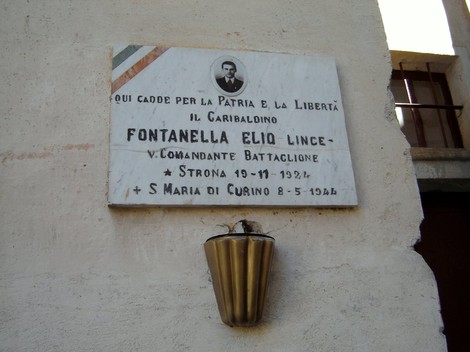 QUI CADDE PER LA PATRIA E LA LIBERTÀ
IL GARIBALDINO
FONTANELLA ELIO LINCE-
V. COMANDANTE BATTAGLIONE
★ STRONA 19-11-1924
+ S. MARIA DI CURINO 8-5-1944